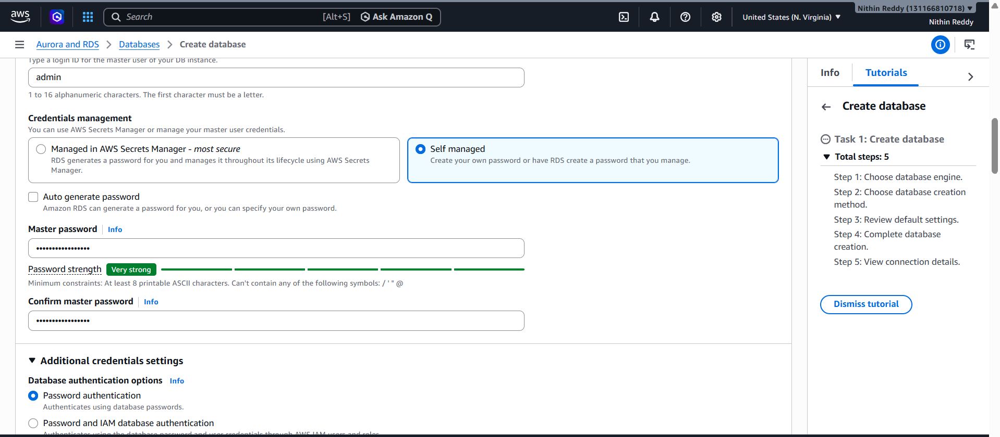 Nithin Reddy (131166810718)
aws
Search [Alt+S] Ask Amazon Q
United States (N. Virginia)
Nithin Reddy
Aurora and RDS
Databases
Create database
Type a login ID for the master user of your DB instance.
admin
1 to 16 alphanumeric characters. The first character must be a letter.
Credentials management
You can use AWS Secrets Manager or manage your master user credentials.
Managed in AWS Secrets Manager - most secure
RDS generates a password for you and manages it throughout its lifecycle using AWS Secrets
Manager.
Self managed
Create your own password or have RDS create a password that you manage.
Auto generate password
Amazon RDS can generate a password for you, or you can specify your own password.
Master password Info
•••••••••••••••••
Password strength Very strong
Minimum constraints: At least 8 printable ASCII characters. Can't contain any of the following symbols: / ' " @
Confirm master password Info
•••••••••••••••••
Additional credentials settings
Database authentication options Info
Password authentication
Authenticates using database passwords.
Password and IAM database authentication
Authenticates using the database password and user credentials through AWS IAM users and roles.
Info
Tutorials
Create database
Task 1: Create database
Total steps: 5
Step 1: Choose database engine.
Step 2: Choose database creation
method.
Step 3: Review default settings.
Step 4: Complete database
creation.
Step 5: View connection details.
Dismiss tutorial